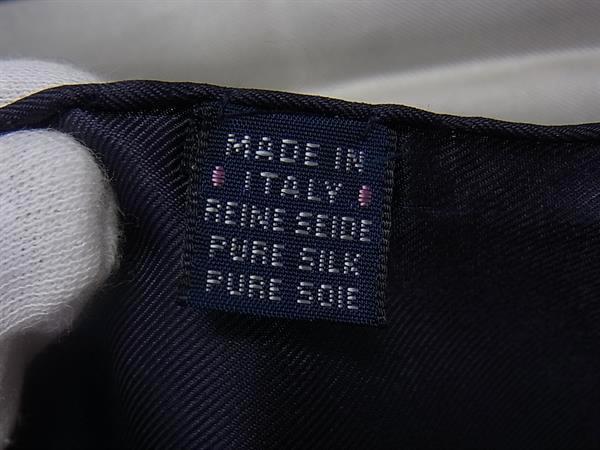 MADE IN
ITALY
REINE SEIDE
PURE SILK
PURE SOIE